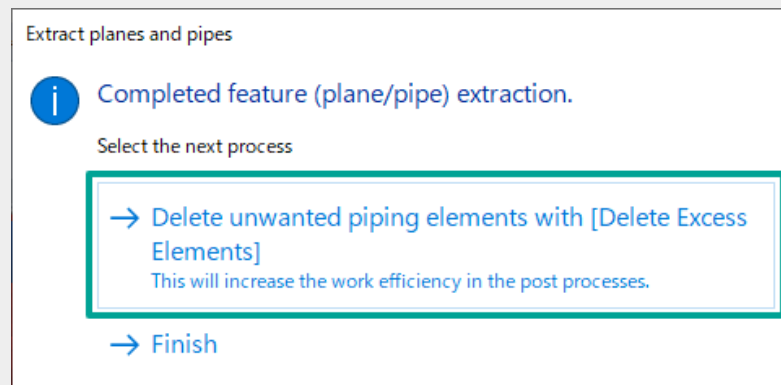 Extract planes and pipes
Completed feature (plane/pipe) extraction.
Select the next process
Delete unwanted piping elements with [Delete Excess
Elements]
This will increase the work efficiency in the post processes.
Finish